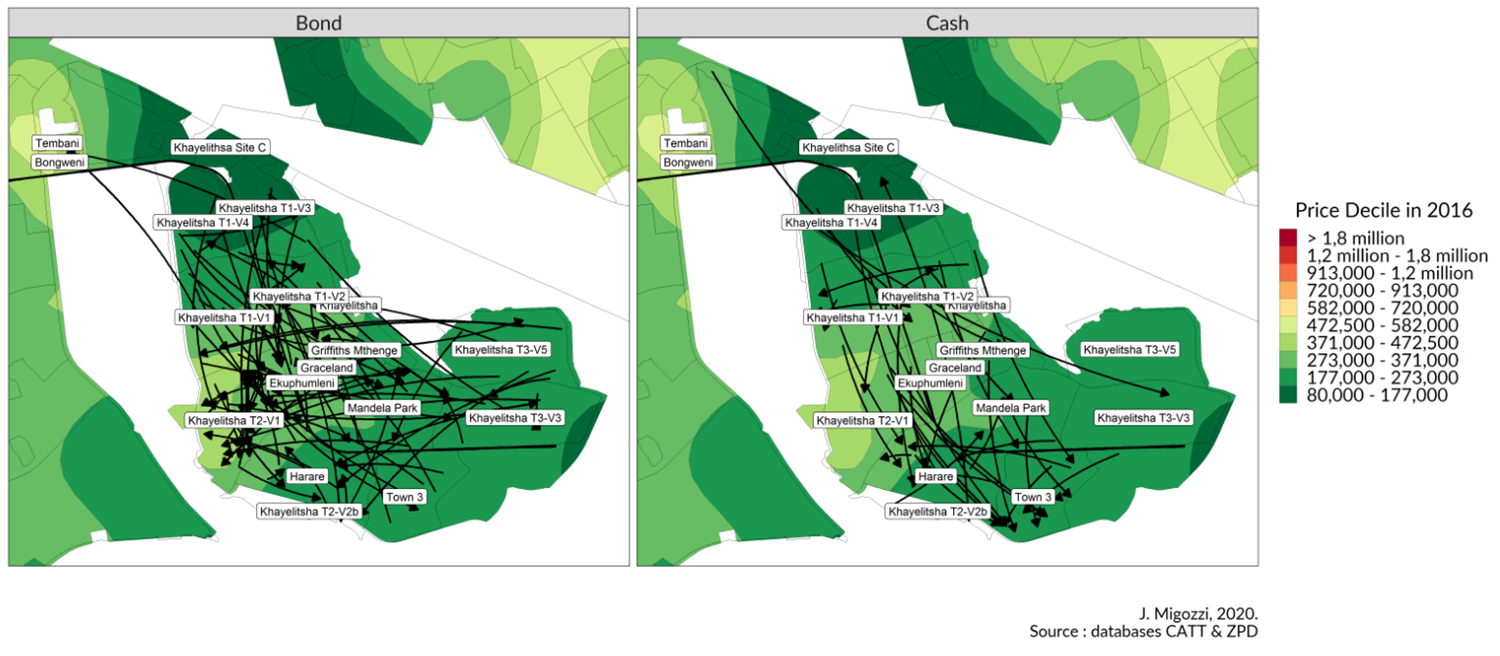 Bond
Cash
Tembani
Bongweni
Khayelithsa Site C
Khayelitsha T1-V3
Khayelitsha T1-V4
Khayelitsha T1-V2
Khayelitsha
Khayelitsha T1-V1
Griffiths Mthenge
Khayelitsha T3-V5
Graceland
Ekuphumleni
Mandela Park
Khayelitsha T2-V1
Khayelitsha T3-V3
Harare
Town 3
Khayelitsha T2-V2b
Tembani
Bongweni
Khayelithsa Site C
Khayelitsha T1-V3
Khayelitsha T1-V4
Khayelitsha T1-V2
Khayelitsha
Khayelitsha T1-V1
Griffiths Mthenge
Khayelitsha T3-V5
Graceland
Ekuphumleni
Mandela Park
Khayelitsha T2-V1
Khayelitsha T3-V3
Harare
Town 3
Khayelitsha T2-V2b
Price Decile in 2016
> 1,8 million
1,2 million - 1,8 million
913,000 - 1,2 million
720,000 - 913,000
582,000 - 720,000
472,500 - 582,000
371,000 - 472,500
273,000 - 371,000
177,000 - 273,000
80,000 - 177,000
J. Migozzi, 2020.
Source : databases CATT & ZPD